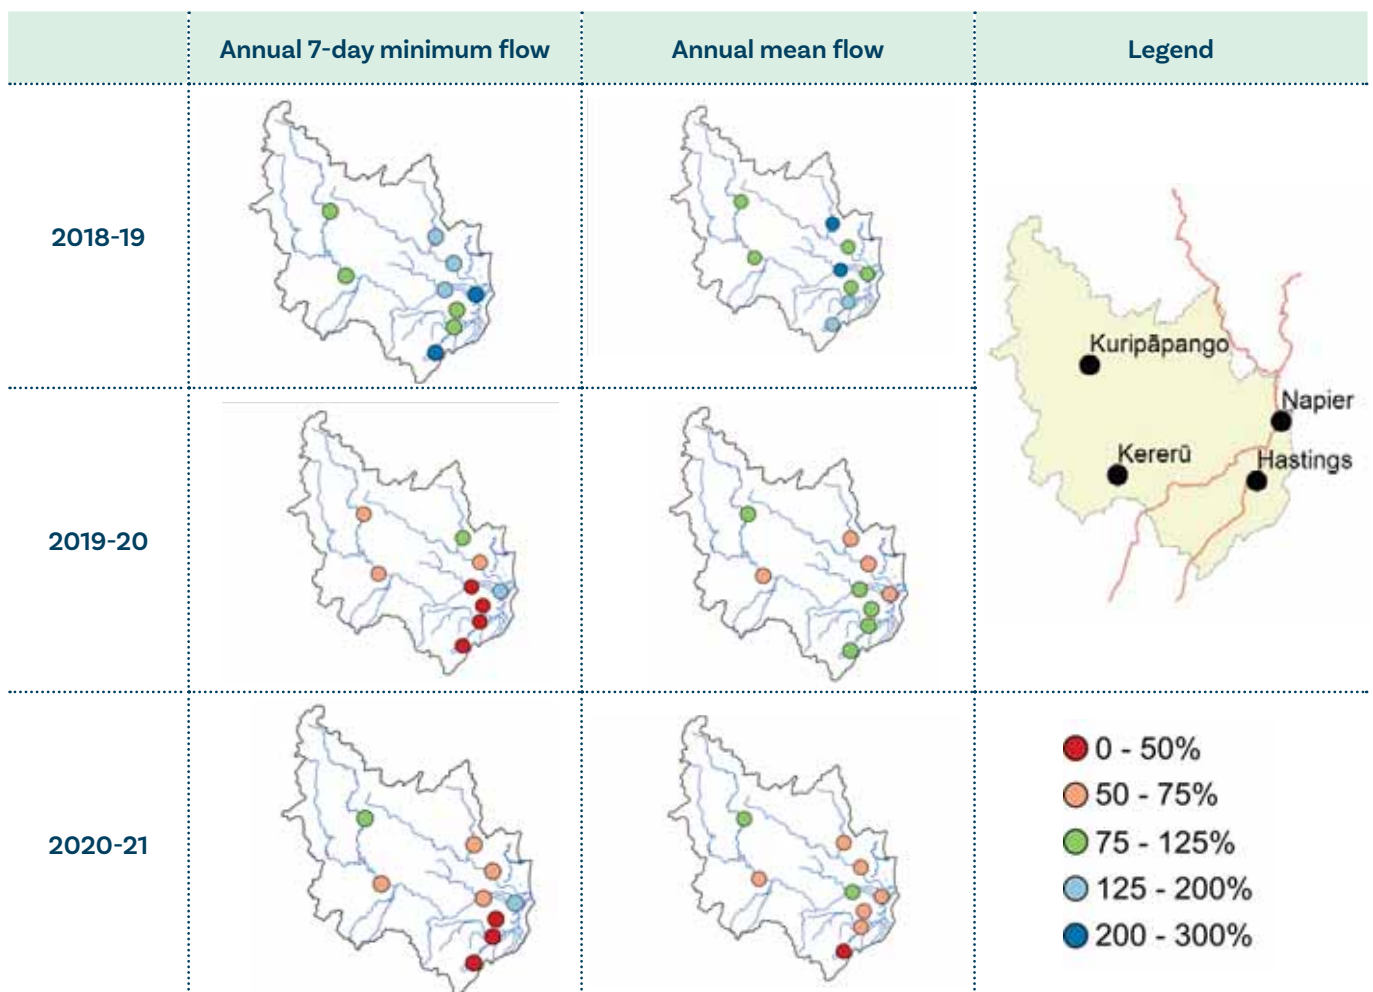 Annual 7-day minimum flow
Annual mean flow
Legend
2018-19
Kuripāpango
Napier
Kererū
Hastings
2019-20
2020-21
0 - 50%
50 - 75%
75 - 125%
125 - 200%
200 - 300%